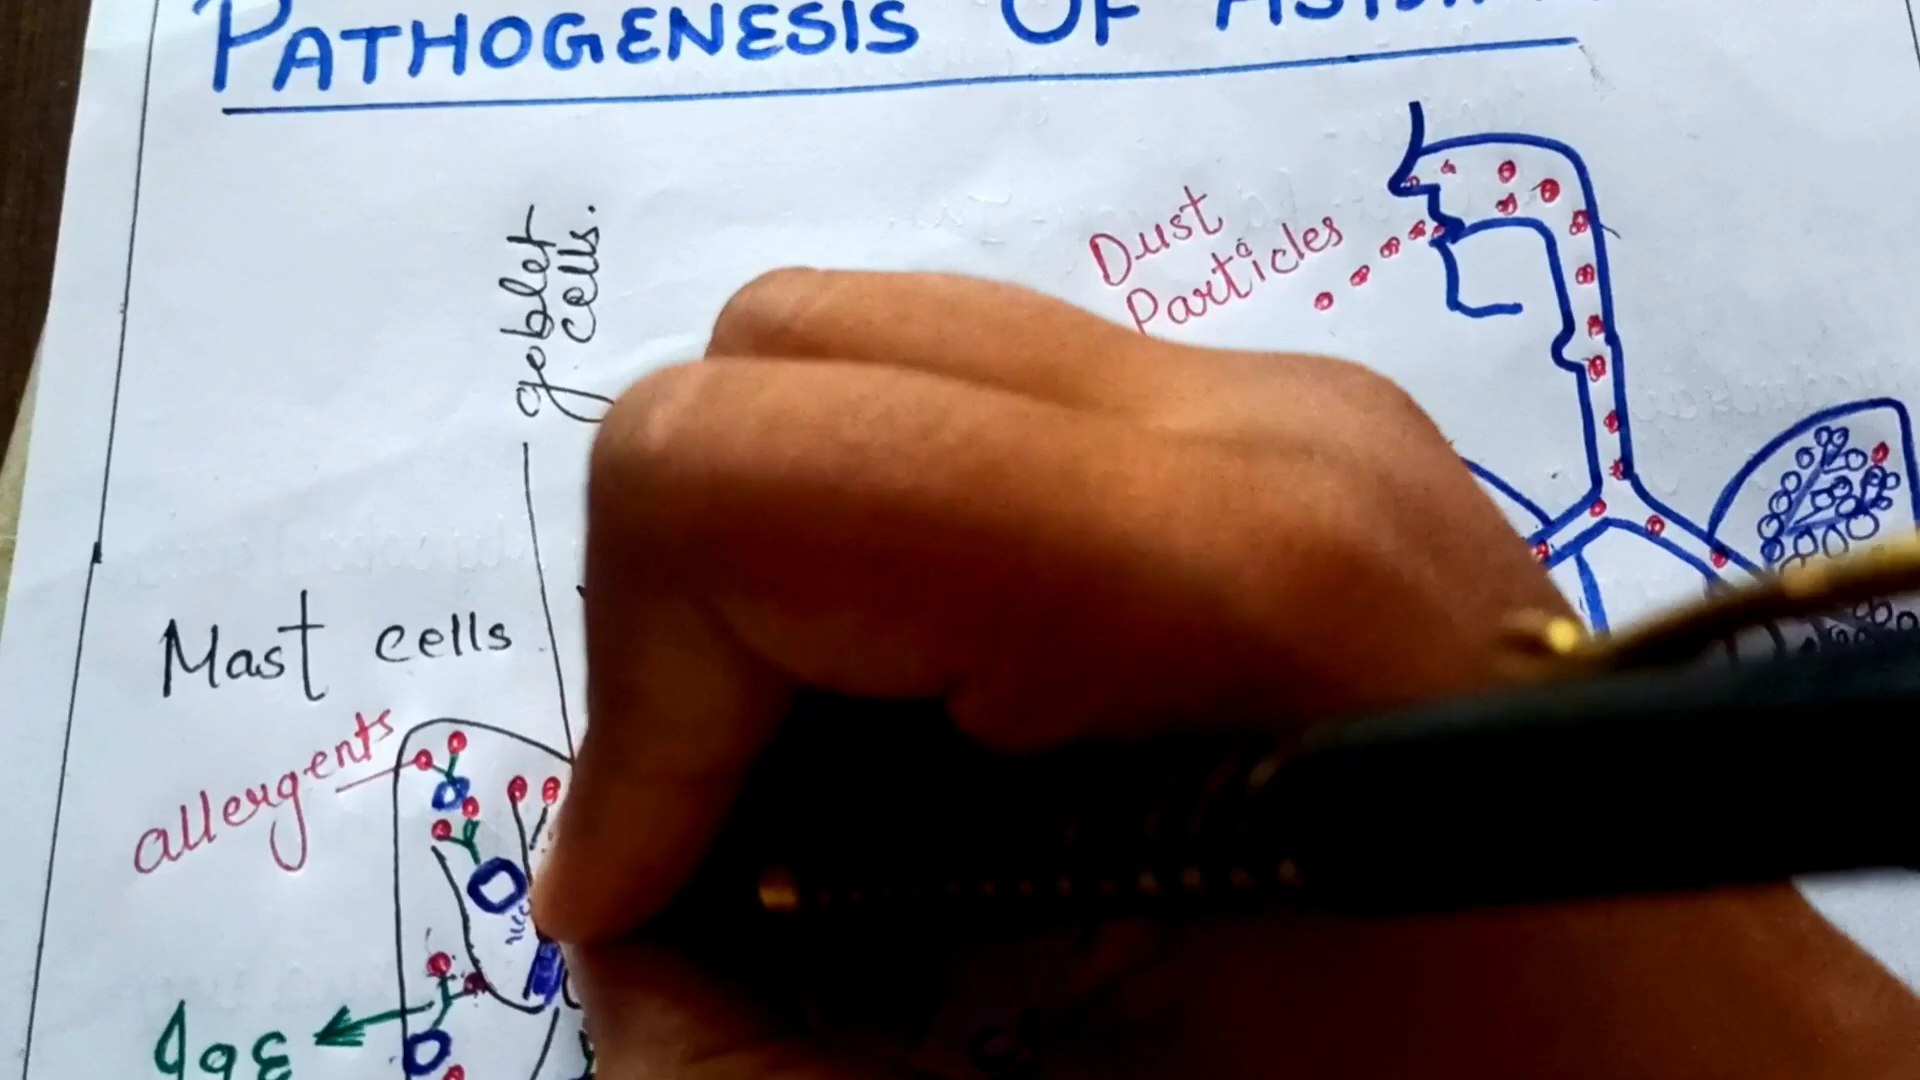 PATHOGENESIS OF
goblet
cells.
Dust
Particles
Mast cells
allergents
IgE